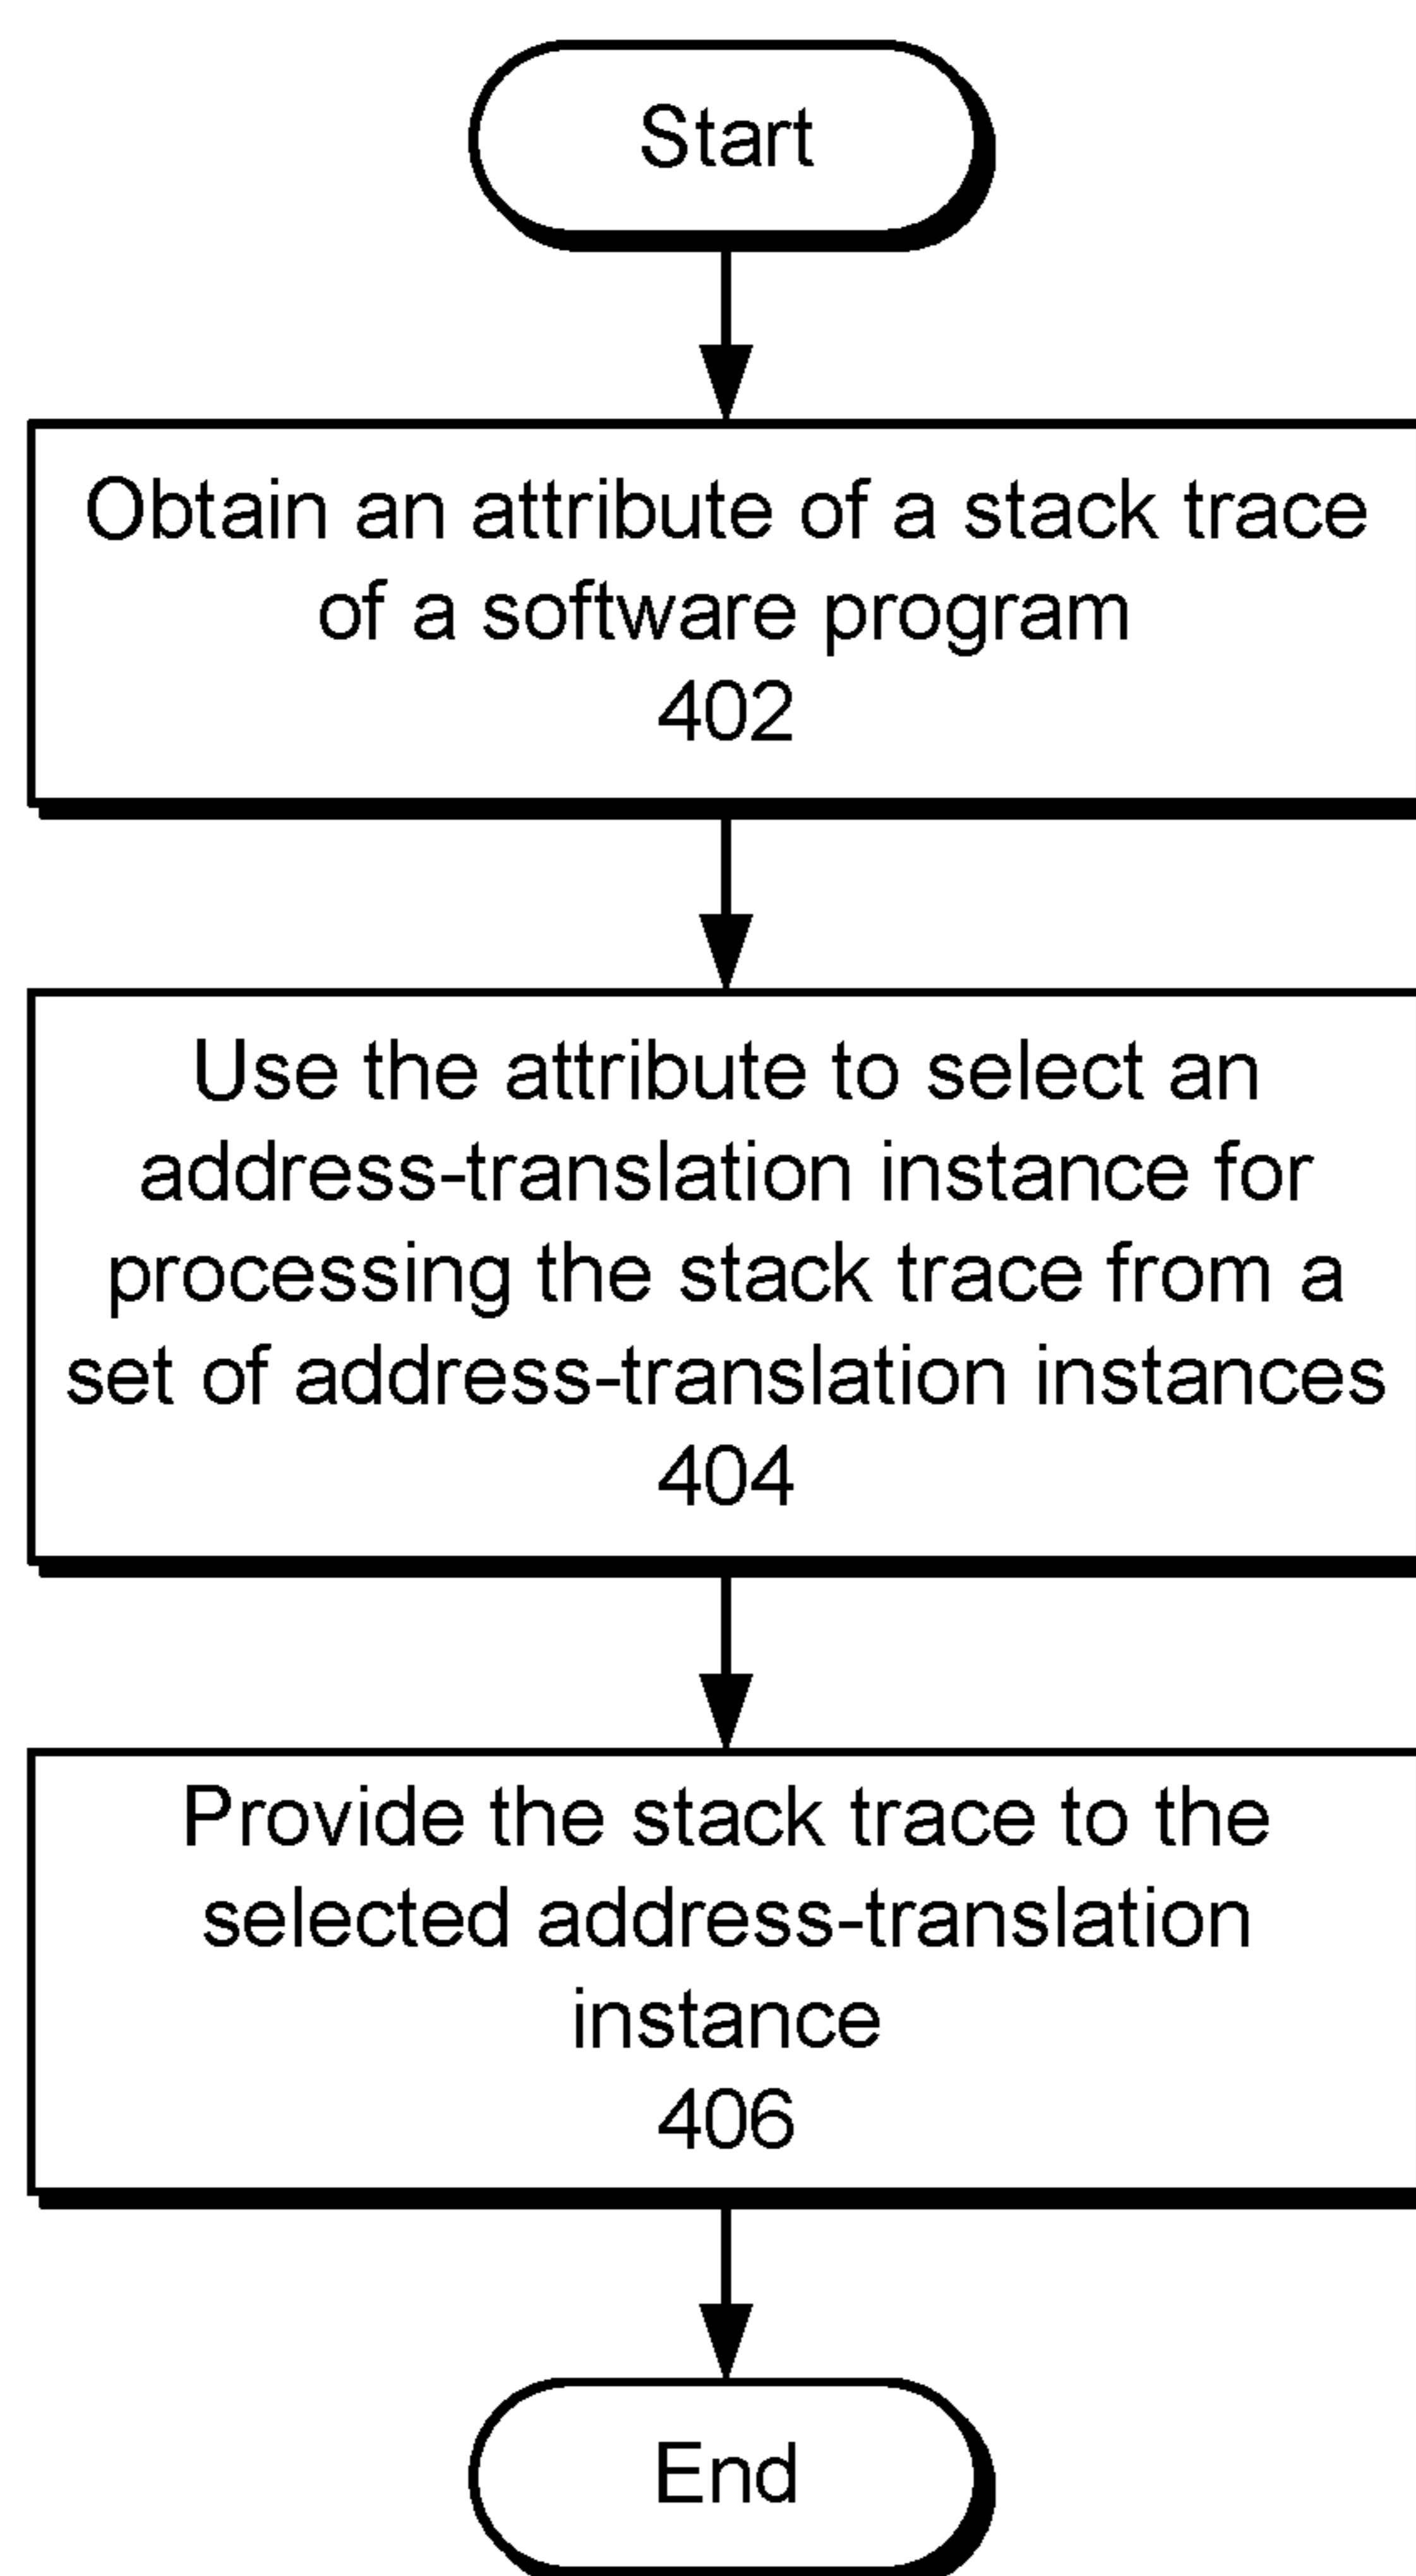 Start
Obtain an attribute of a stack trace
of a software program
402
Use the attribute to select an
address-translation instance for
processing the stack trace from a
set of address-translation instances
404
Provide the stack trace to the
selected address-translation
instance
406
End